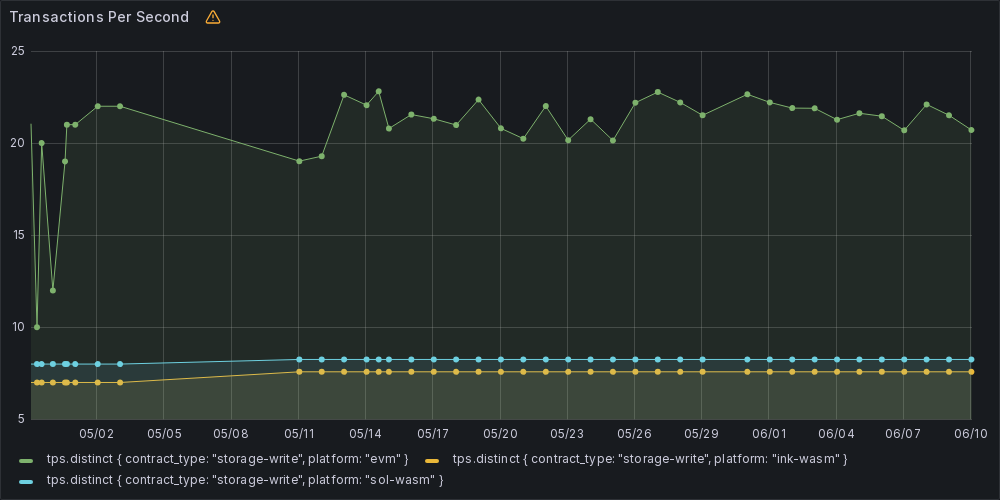 Transactions Per Second
25
20
15
10
5
05/02 05/05 05/08 05/11 05/14 05/17 05/20 05/23 05/26 05/29 06/01 06/04 06/07 06/10
tps.distinct { contract_type: "storage-write", platform: "evm" } tps.distinct { contract_type: "storage-write", platform: "ink-wasm" }
tps.distinct { contract_type: "storage-write", platform: "sol-wasm" }